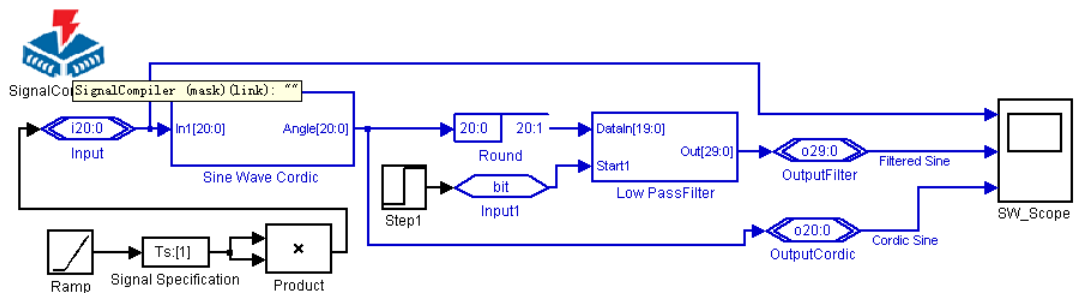 SignalCo
SignalCompiler (mask)(link): ""
i20:0
Input
In1[20:0]
Angle[20:0]
Sine Wave Cordic
20:0 20:1
Round
DataIn[19:0]
Start1
Out[29:0]
Low PassFilter
Step1
bit
Input1
o29:0
OutputFilter
Filtered Sine
o20:0
OutputCordic
Cordic Sine
SW_Scope
Ramp
Ts:[1]
Signal Specification
×
Product